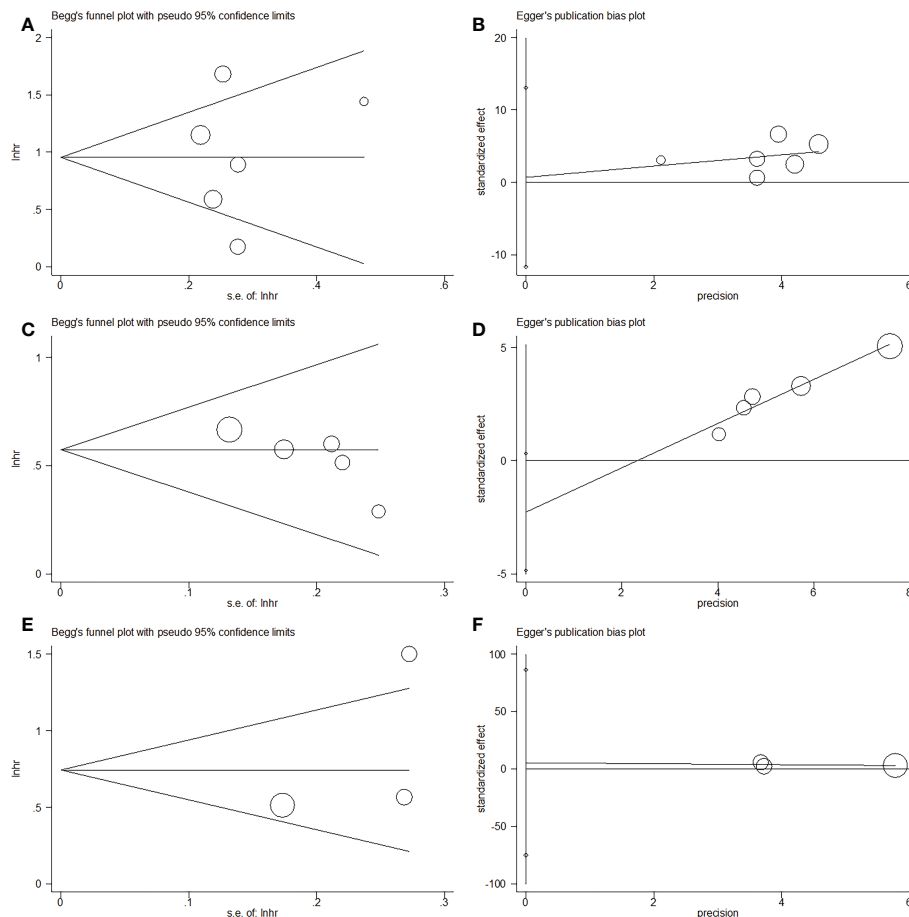 A
Begg's funnel plot with pseudo 95% confidence limits
lnhr
2
1.5
1
.5
0
0
.2
.4
.6
s.e. of: lnhr
B
Egger's publication bias plot
standardized effect
20
10
0
-10
0
2
4
6
precision
C
Begg's funnel plot with pseudo 95% confidence limits
lnhr
1
.5
0
0
.1
.2
.3
s.e. of: lnhr
D
Egger's publication bias plot
standardized effect
5
0
-5
0
2
4
6
8
precision
E
Begg's funnel plot with pseudo 95% confidence limits
lnhr
1.5
1
.5
0
0
.1
.2
.3
s.e. of: lnhr
F
Egger's publication bias plot
standardized effect
100
50
0
-50
-100
0
2
4
6
precision